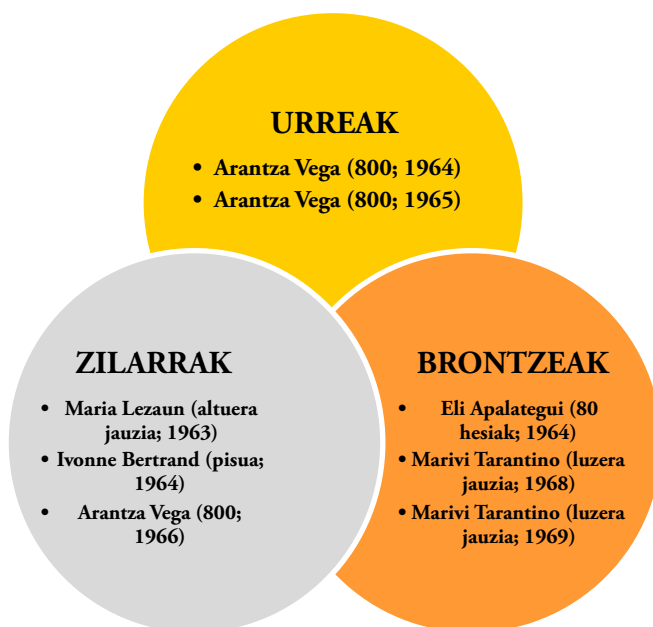 URREAK
• Arantza Vega (800; 1964)
• Arantza Vega (800; 1965)
ZILARRAK
• Maria Lezaun (altuera
jauzia; 1963)
• Ivonne Bertrand (pisua;
1964)
• Arantza Vega (800;
1966)
BRONTZEAK
• Eli Apalategui (80
hesiak; 1964)
• Marivi Tarantino (luzera
jauzia; 1968)
• Marivi Tarantino (luzera
jauzia; 1969)